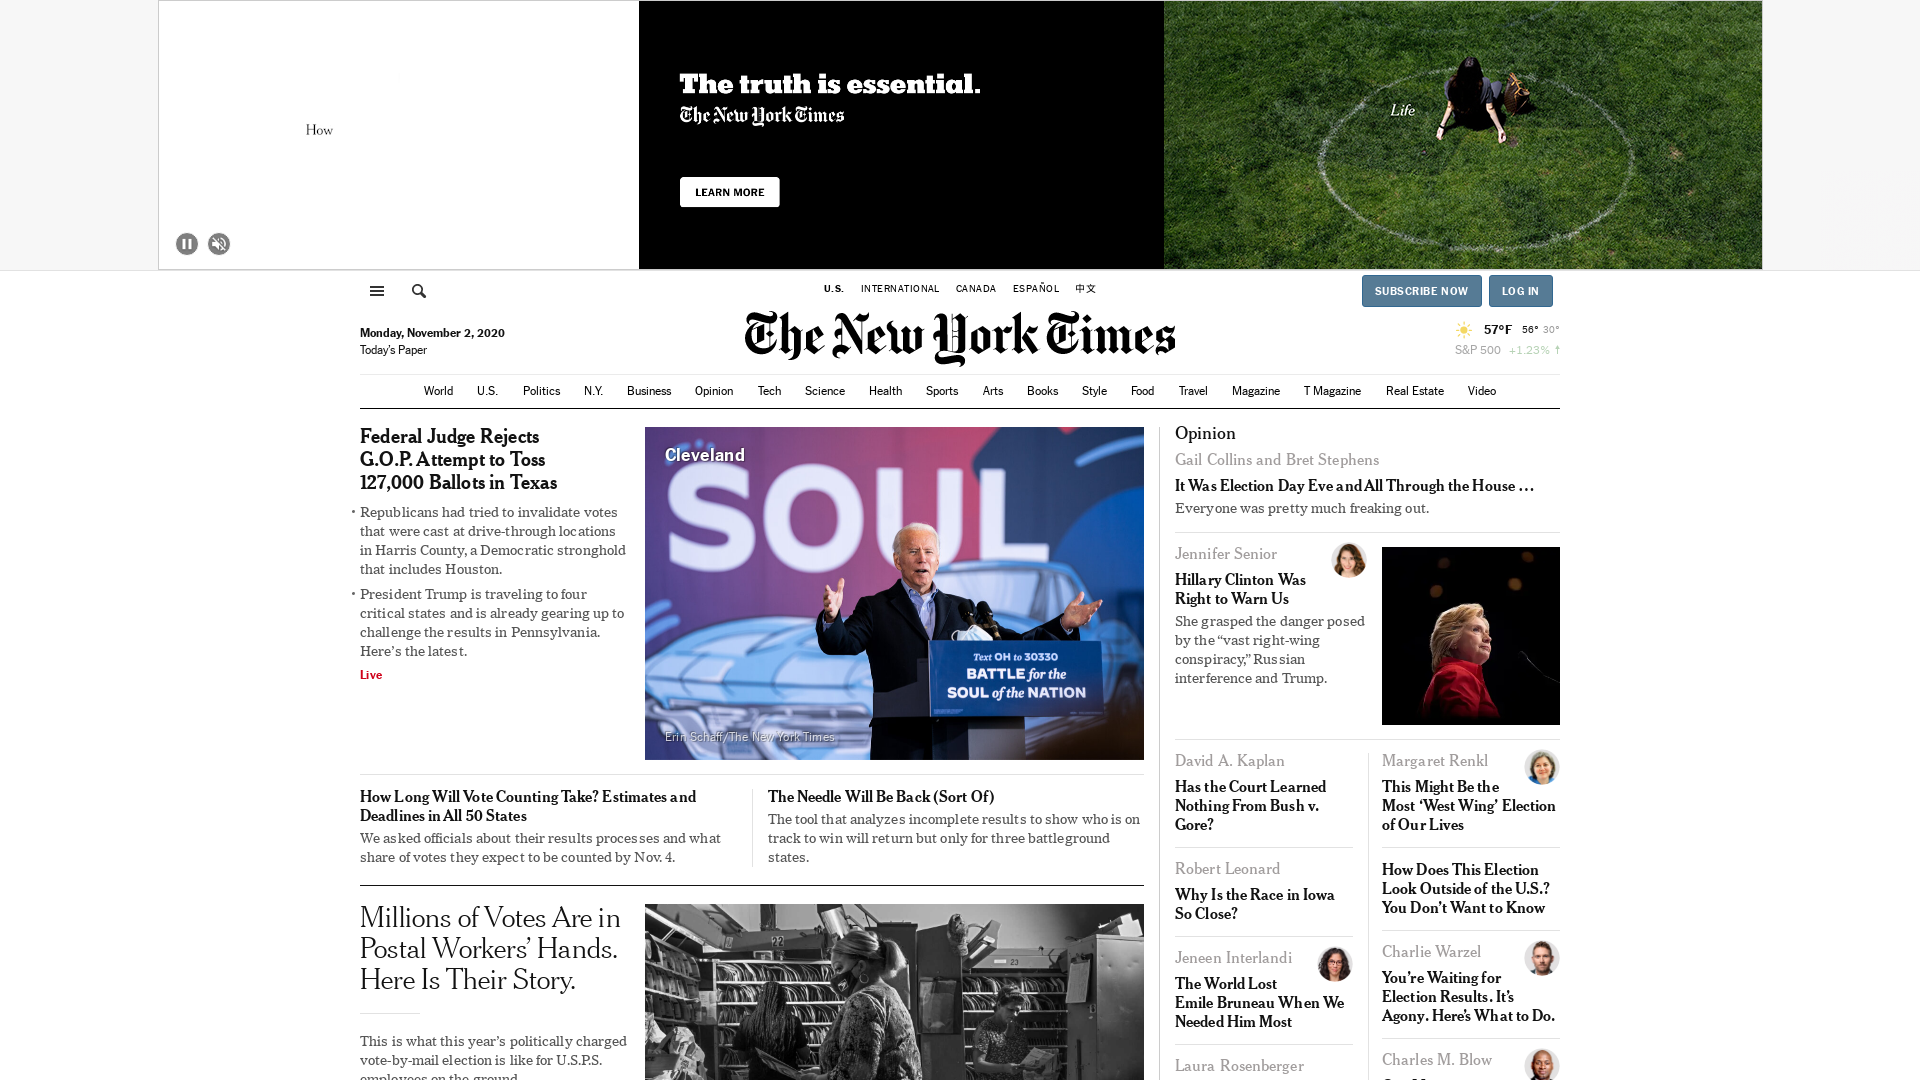 How
The truth is essential.
The New York Times
LEARN MORE
Life
U.S. INTERNATIONAL CANADA ESPAÑOL 中文
SUBSCRIBE NOW LOG IN
Monday, November 2, 2020
Today's Paper
The New York Times
57°F 56° 30°
S&P 500 +1.23% ↑
World U.S. Politics N.Y. Business Opinion Tech Science Health Sports Arts Books Style Food Travel Magazine T Magazine Real Estate Video
Federal Judge Rejects
G.O.P. Attempt to Toss
127,000 Ballots in Texas
• Republicans had tried to invalidate votes
that were cast at drive-through locations
in Harris County, a Democratic stronghold
that includes Houston.
• President Trump is traveling to four
critical states and is already gearing up to
challenge the results in Pennsylvania.
Here's the latest.
Live
Cleveland
SOUL
Text OH to 30330
BATTLE for the
SOUL of the NATION
Erin Schaff/The New York Times
How Long Will Vote Counting Take? Estimates and
Deadlines in All 50 States
We asked officials about their results processes and what
share of votes they expect to be counted by Nov. 4.
The Needle Will Be Back (Sort Of)
The tool that analyzes incomplete results to show who is on
track to win will return but only for three battleground
states.
Millions of Votes Are in
Postal Workers' Hands.
Here Is Their Story.
This is what this year's politically charged
vote-by-mail election is like for U.S.P.S.
employees on the ground.
22
23
Opinion
Gail Collins and Bret Stephens
It Was Election Day Eve and All Through the House …
Everyone was pretty much freaking out.
Jennifer Senior
Hillary Clinton Was
Right to Warn Us
She grasped the danger posed
by the “vast right-wing
conspiracy,” Russian
interference and Trump.
David A. Kaplan
Has the Court Learned
Nothing From Bush v.
Gore?
Robert Leonard
Why Is the Race in Iowa
So Close?
Jeneen Interlandi
The World Lost
Emile Bruneau When We
Needed Him Most
Laura Rosenberger
Margaret Renkl
This Might Be the
Most ‘West Wing’ Election
of Our Lives
How Does This Election
Look Outside of the U.S.?
You Don't Want to Know
Charlie Warzel
You're Waiting for
Election Results. It's
Agony. Here's What to Do.
Charles M. Blow